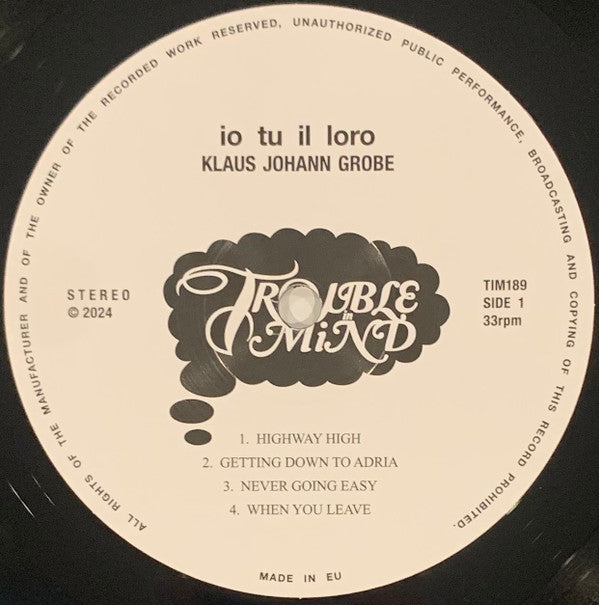 ALL RIGHTS OF THE MANUFACTURER AND OF THE OWNER OF THE RECORDED WORK RESERVED, UNAUTHORIZED PUBLIC PERFORMANCE, BROADCASTING AND COPYING OF THIS RECORD PROHIBITED.
io tu il loro
KLAUS JOHANN GROBE
STEREO
© 2024
TROUBLE
in
MiND
TIM189
SIDE 1
33rpm
1. HIGHWAY HIGH
2. GETTING DOWN TO ADRIA
3. NEVER GOING EASY
4. WHEN YOU LEAVE
MADE IN EU